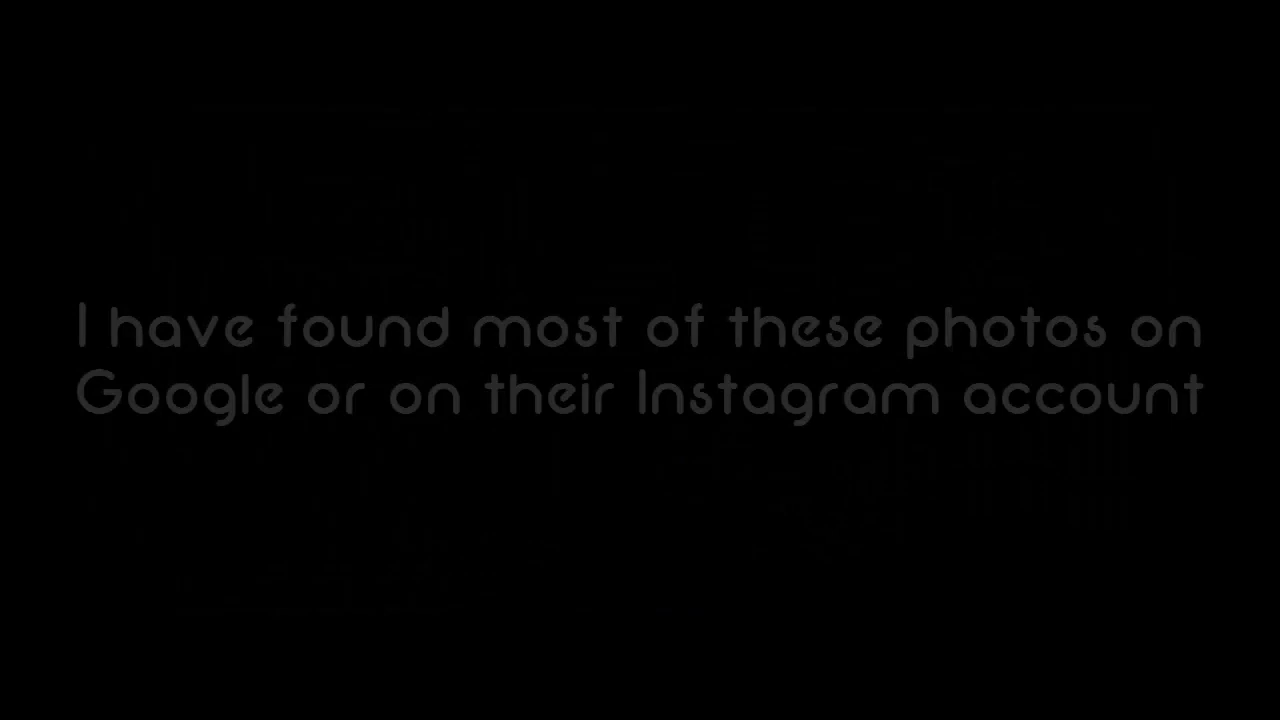 I have found most of these photos on
Google or on their Instagram account